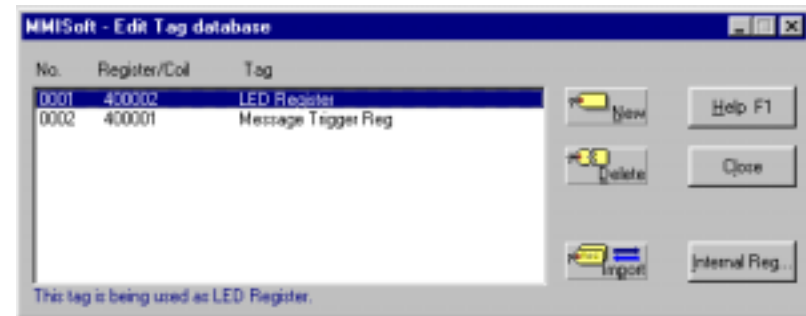 MMISoft - Edit Tag database
No. Register/Coil Tag
0001 400002 LED Register
0002 400001 Message Trigger Reg
New
Help F1
Delete
Close
Import
Internal Reg...
This tag is being used as LED Register.